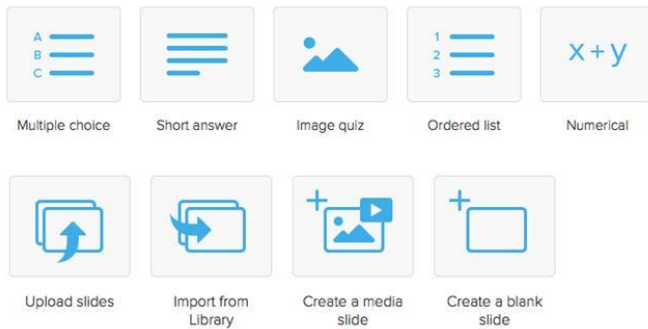 A
B
C
1
2
3
x+y
Multiple choice
Short answer
Image quiz
Ordered list
Numerical
Upload slides
Import from
Library
Create a media
slide
Create a blank
slide